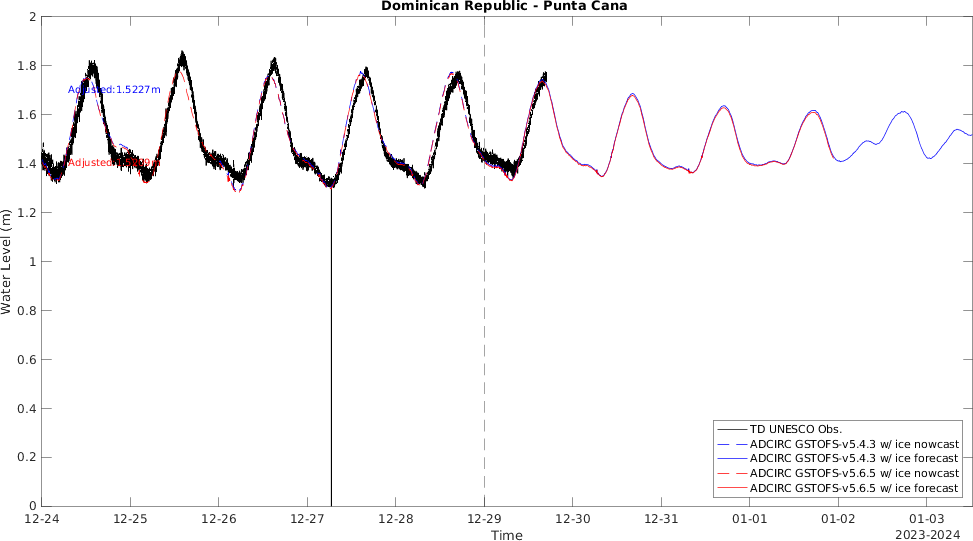 Dominican Republic - Punta Cana
Water Level (m)
2
1.8
1.6
1.4
1.2
1
0.8
0.6
0.4
0.2
0
Adjusted:1.5227m
TD UNESCO Obs.
ADCIRC GSTOFS-v5.4.3 w/ ice nowcast
ADCIRC GSTOFS-v5.4.3 w/ ice forecast
ADCIRC GSTOFS-v5.6.5 w/ ice nowcast
ADCIRC GSTOFS-v5.6.5 w/ ice forecast
12-24 12-25 12-26 12-27 12-28 12-29 12-30 12-31 01-01 01-02 01-03
Time
2023-2024